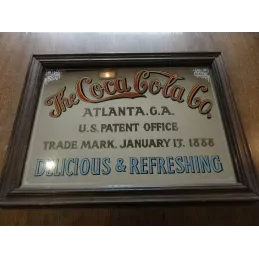 The Coca Cola Co.
ATLANTA. G.A.
U.S. PATENT OFFICE
TRADE MARK. JANUARY 17. 1888
DELICIOUS & REFRESHING